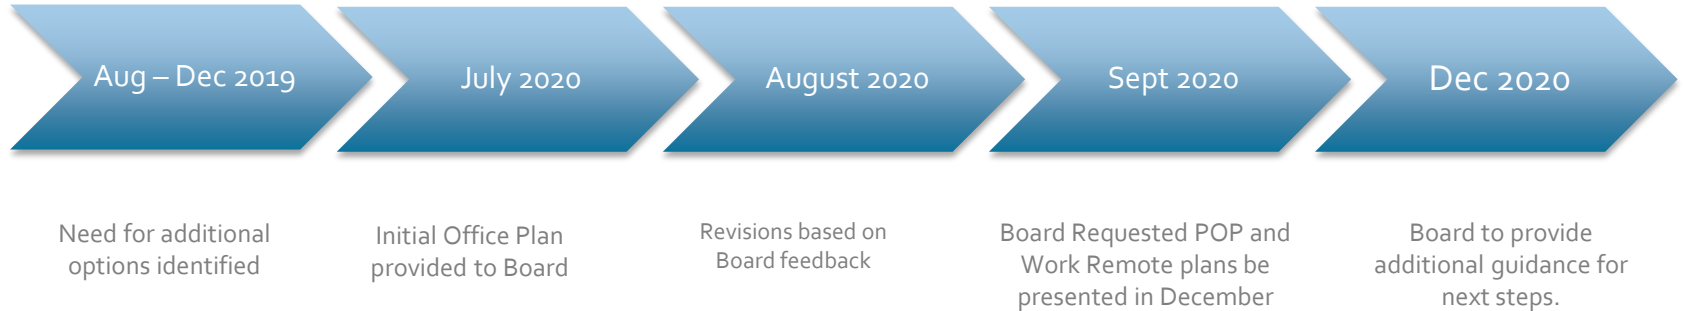 Aug – Dec 2019
July 2020
August 2020
Sept 2020
Dec 2020
Need for additional
options identified
Initial Office Plan
provided to Board
Revisions based on
Board feedback
Board Requested POP and
Work Remote plans be
presented in December
Board to provide
additional guidance for
next steps.